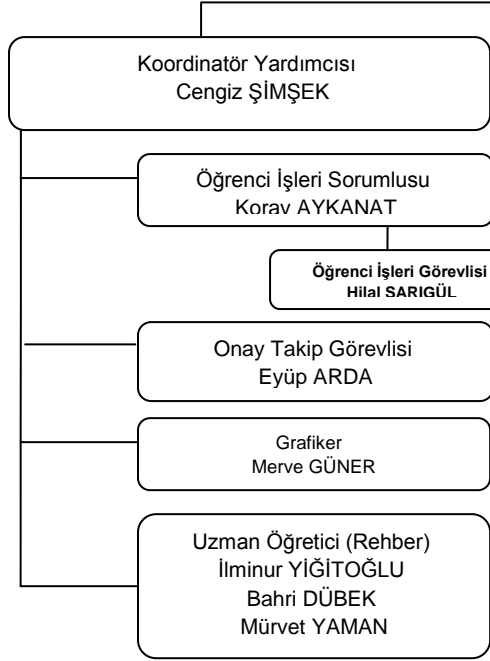 Koordinatör Yardımcısı
Cengiz ŞİMŞEK
Öğrenci İşleri Sorumlusu
Koray AYKANAT
Öğrenci İşleri Görevlisi
Hilal SARIGÜL
Onay Takip Görevlisi
Eyüp ARDA
Grafiker
Merve GÜNER
Uzman Öğretici (Rehber)
İlminur YİĞİTOĞLU
Bahri DÜBEK
Mürvet YAMAN